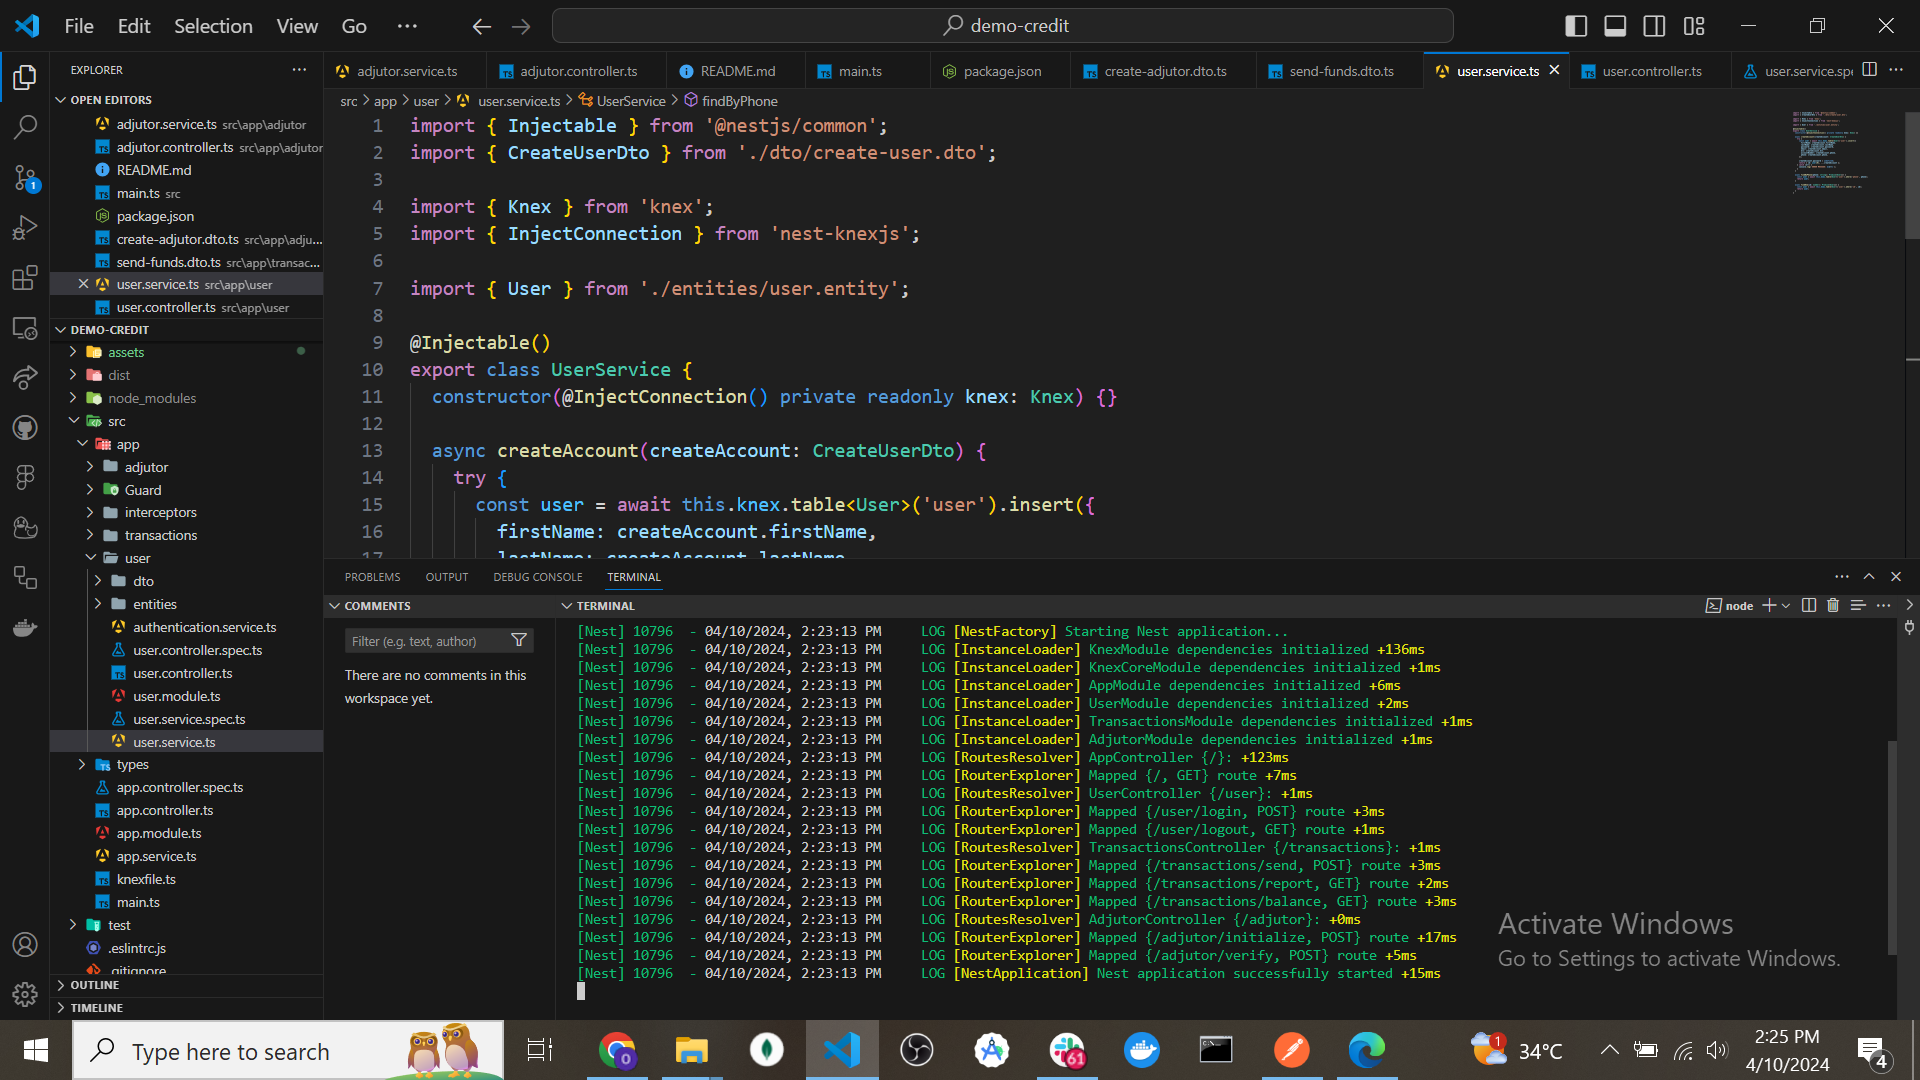 File Edit Selection View Go ···
demo-credit
EXPLORER
OPEN EDITORS
adjutor.service.ts src\app\adjutor
adjutor.controller.ts src\app\adjutor
README.md
main.ts src
package.json
create-adjutor.dto.ts src\app\adju...
send-funds.dto.ts src\app\transac...
user.service.ts src\app\user
user.controller.ts src\app\user
DEMO-CREDIT
assets
dist
node_modules
src
app
adjutor
Guard
interceptors
transactions
user
dto
entities
authentication.service.ts
user.controller.spec.ts
user.controller.ts
user.module.ts
user.service.spec.ts
user.service.ts
types
app.controller.spec.ts
app.controller.ts
app.module.ts
app.service.ts
knexfile.ts
main.ts
test
.eslintrc.js
.gitignore
OUTLINE
TIMELINE
adjutor.service.ts adjutor.controller.ts README.md main.ts package.json create-adjutor.dto.ts send-funds.dto.ts user.service.ts user.controller.ts user.service.spe
src > app > user > user.service.ts > UserService > findByPhone
1 import { Injectable } from '@nestjs/common';
2 import { CreateUserDto } from './dto/create-user.dto';
3
4 import { Knex } from 'knex';
5 import { InjectConnection } from 'nest-knexjs';
6
7 import { User } from './entities/user.entity';
8
9 @Injectable()
10 export class UserService {
11 constructor(@InjectConnection() private readonly knex: Knex) {}
12
13 async createAccount(createAccount: CreateUserDto) {
14 try {
15 const user = await this.knex.table<User>('user').insert({
16 firstName: createAccount.firstName,
17 lastName: createAccount.lastName
PROBLEMS OUTPUT DEBUG CONSOLE TERMINAL
COMMENTS
Filter (e.g. text, author)
There are no comments in this
workspace yet.
TERMINAL
node
[Nest] 10796 - 04/10/2024, 2:23:13 PM LOG [NestFactory] Starting Nest application...
[Nest] 10796 - 04/10/2024, 2:23:13 PM LOG [InstanceLoader] KnexModule dependencies initialized +136ms
[Nest] 10796 - 04/10/2024, 2:23:13 PM LOG [InstanceLoader] KnexCoreModule dependencies initialized +1ms
[Nest] 10796 - 04/10/2024, 2:23:13 PM LOG [InstanceLoader] AppModule dependencies initialized +6ms
[Nest] 10796 - 04/10/2024, 2:23:13 PM LOG [InstanceLoader] UserModule dependencies initialized +2ms
[Nest] 10796 - 04/10/2024, 2:23:13 PM LOG [InstanceLoader] TransactionsModule dependencies initialized +1ms
[Nest] 10796 - 04/10/2024, 2:23:13 PM LOG [InstanceLoader] AdjutorModule dependencies initialized +1ms
[Nest] 10796 - 04/10/2024, 2:23:13 PM LOG [RoutesResolver] AppController {/}: +123ms
[Nest] 10796 - 04/10/2024, 2:23:13 PM LOG [RouterExplorer] Mapped {/, GET} route +7ms
[Nest] 10796 - 04/10/2024, 2:23:13 PM LOG [RoutesResolver] UserController {/user}: +1ms
[Nest] 10796 - 04/10/2024, 2:23:13 PM LOG [RouterExplorer] Mapped {/user/login, POST} route +3ms
[Nest] 10796 - 04/10/2024, 2:23:13 PM LOG [RouterExplorer] Mapped {/user/logout, GET} route +1ms
[Nest] 10796 - 04/10/2024, 2:23:13 PM LOG [RoutesResolver] TransactionsController {/transactions}: +1ms
[Nest] 10796 - 04/10/2024, 2:23:13 PM LOG [RouterExplorer] Mapped {/transactions/send, POST} route +3ms
[Nest] 10796 - 04/10/2024, 2:23:13 PM LOG [RouterExplorer] Mapped {/transactions/report, GET} route +2ms
[Nest] 10796 - 04/10/2024, 2:23:13 PM LOG [RouterExplorer] Mapped {/transactions/balance, GET} route +3ms
[Nest] 10796 - 04/10/2024, 2:23:13 PM LOG [RoutesResolver] AdjutorController {/adjutor}: +0ms
[Nest] 10796 - 04/10/2024, 2:23:13 PM LOG [RouterExplorer] Mapped {/adjutor/initialize, POST} route +17ms
[Nest] 10796 - 04/10/2024, 2:23:13 PM LOG [RouterExplorer] Mapped {/adjutor/verify, POST} route +5ms
[Nest] 10796 - 04/10/2024, 2:23:13 PM LOG [NestApplication] Nest application successfully started +15ms
Activate Windows
Go to Settings to activate Windows.
Type here to search
61
1
34°C
2:25 PM
4/10/2024
4